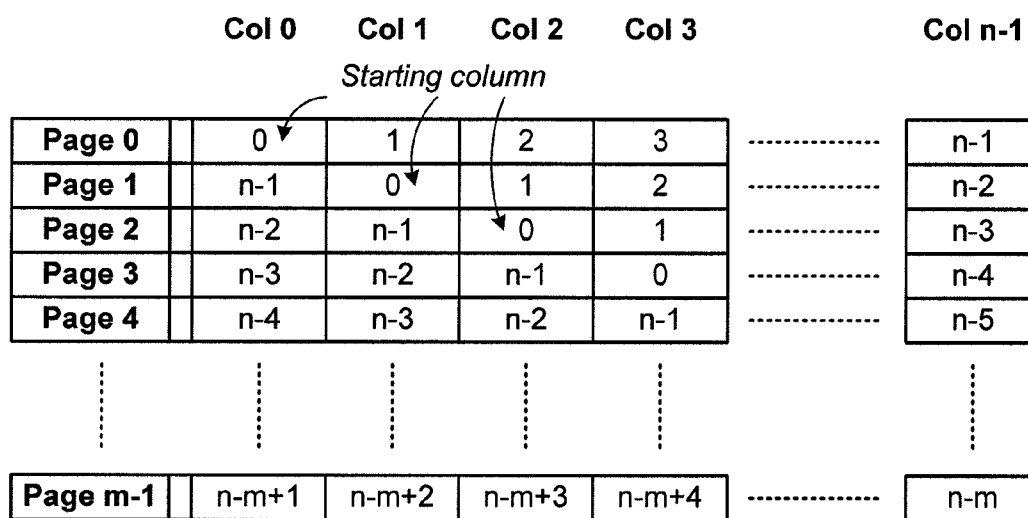 Col 0 Col 1 Col 2 Col 3 Col n-1
Starting column
Page 0 0 1 2 3 n-1
Page 1 n-1 0 1 2 n-2
Page 2 n-2 n-1 0 1 n-3
Page 3 n-3 n-2 n-1 0 n-4
Page 4 n-4 n-3 n-2 n-1 n-5
Page m-1 n-m+1 n-m+2 n-m+3 n-m+4 n-m